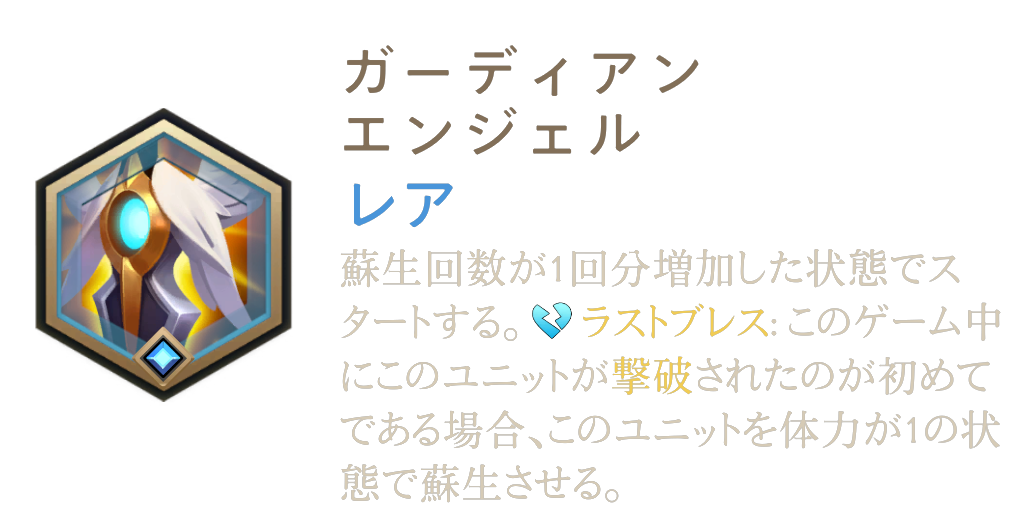 ガーディアン
エンジェル
レア
蘇生回数が1回分増加した状態でス
タートする。ラストブレス: このゲーム中
にこのユニットが撃破されたのが初めて
である場合、このユニットを体力が1の状
態で蘇生させる。